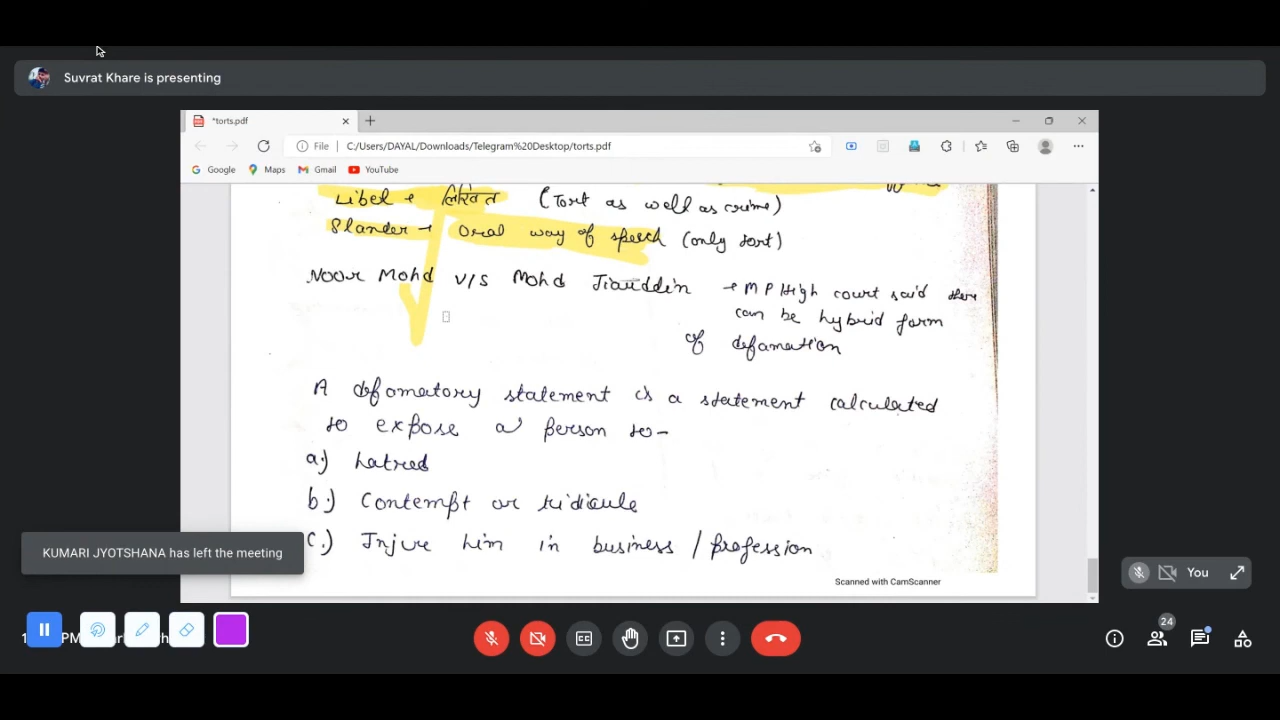 Suvrat Khare is presenting
*torts.pdf
File C:/Users/DAYAL/Downloads/Telegram%20Desktop/torts.pdf
Google Maps Gmail YouTube
Libel → लिखित (Tort as well as crime)
Slander → Oral way of speech (only tort)
Noor Mohd v/s Mohd Jiauddin → MP High court said there
can be hybrid form
of defamation
A defamatory statement is a statement calculated
to expose a person to-
a) hatred
b.) Contempt or ridicule
c.) Injure him in business / profession
Scanned with CamScanner
KUMARI JYOTSHANA has left the meeting
You
24